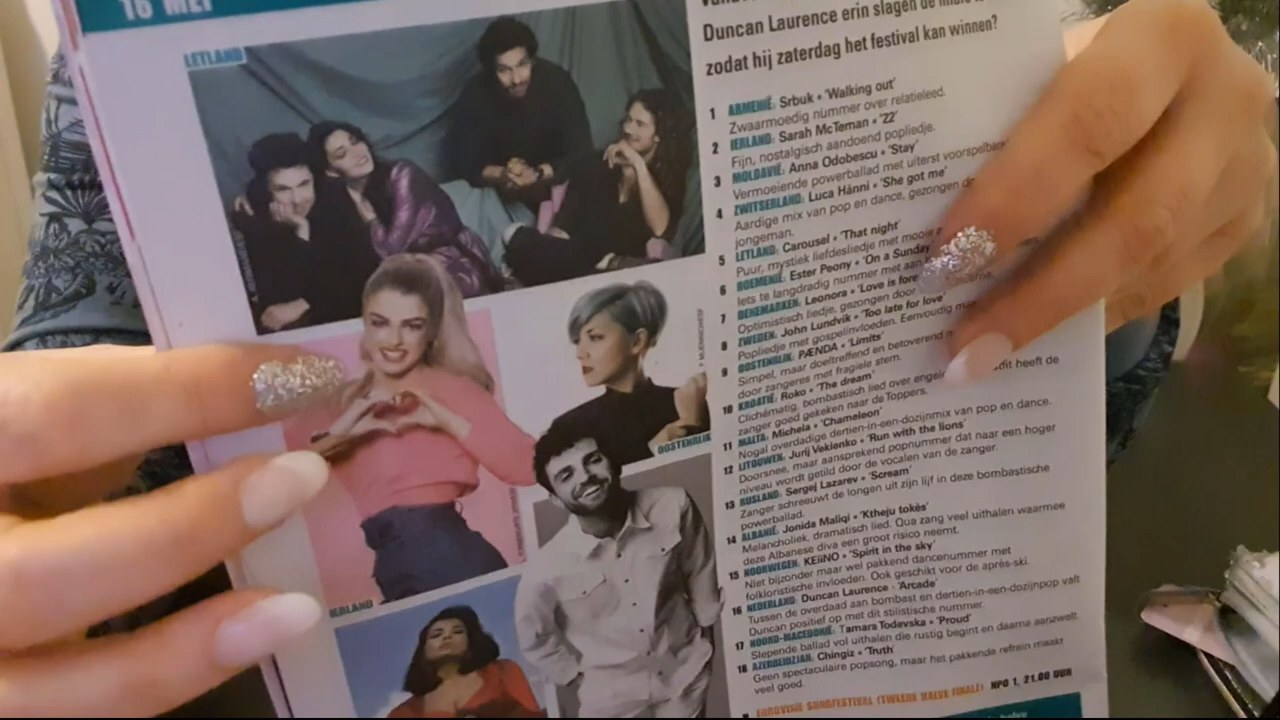 16 MEI
LETLAND
IERLAND
OOSTENRIJK
Duncan Laurence erin slagen de finale
zodat hij zaterdag het festival kan winnen?
1 ARMENIË: Srbuk • 'Walking out'
Zwaarmoedig nummer over relatieleed.
2 IERLAND: Sarah McTernan • '22'
Fijn, nostalgisch aandoend popliedje.
3 MOLDAVIË: Anna Odobescu • 'Stay'
Vermoeiende powerballad met uiterst voorspelbare
4 ZWITSERLAND: Luca Hänni • 'She got me'
Aardige mix van pop en dance, gezongen
jongeman.
5 LETLAND: Carousel • 'That night'
Puur, mystiek liefdesliedje met mooie
6 ROEMENIË: Ester Peony • 'On a Sunday
Iets te langdradig nummer met aan
7 DENEMARKEN: Leonora • 'Love is fore
Optimistisch liedje, gezongen door
8 ZWEDEN: John Lundvik • 'Too late for love'
Popliedje met gospelinvloeden. Eenvoudig
9 OOSTENRIJK: PÆNDA • 'Limits'
Simpel, maar doeltreffend en betoverend
door zangeres met fragiele stem.
10 KROATIË: Roko • 'The dream'
Clichématig, bombastisch lied over engele dit heeft de
zanger goed gekeken naar de Toppers.
11 MALTA: Michela • 'Chameleon'
Nogal overdadige dertien-in-een-dozijnmix van pop en dance.
12 LITOUWEN: Jurij Veklenko • 'Run with the lions'
Doorsnee, maar aansprekend popnummer dat naar een hoger
niveau wordt getild door de vocalen van de zanger.
13 RUSLAND: Sergej Lazarev • 'Scream'
Zanger schreeuwt de longen uit zijn lijf in deze bombastische
powerballad.
14 ALBANIË: Jonida Maliqi • 'Ktheju tokës'
Melancholiek, dramatisch lied. Qua zang veel uithalen waarmee
deze Albanese diva een groot risico neemt.
15 NOORWEGEN: KEiiNO • 'Spirit in the sky'
Niet bijzonder maar wel pakkend dancenummer met
folkloristische invloeden. Ook geschikt voor de après-ski.
16 NEDERLAND: Duncan Laurence • 'Arcade'
Tussen de overdaad aan bombast en dertien-in-een-dozijnpop valt
Duncan positief op met dit stilistische nummer.
17 NOORD-MACEDONIË: Tamara Todevska • 'Proud'
Slepende ballad vol uithalen die rustig begint en daarna aanzwelt.
18 AZERBEIDZJAN: Chingiz • 'Truth'
Geen spectaculaire popsong, maar het pakkende refrein maakt
veel goed.
EUROVISIE SONGFESTIVAL (TWEEDE HALVE FINALE) NPO 1, 21.00 UUR